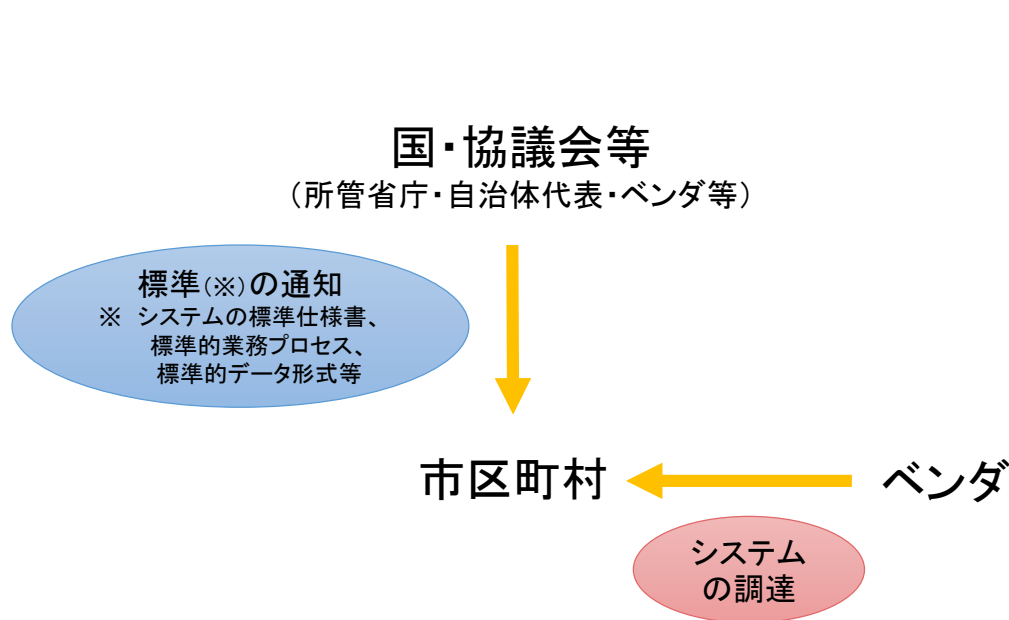 国・協議会等
（所管省庁・自治体代表・ベンダ等）
標準（※）の通知
※　システムの標準仕様書、
標準的業務プロセス、
標準的データ形式等
市区町村
ベンダ
システム
の調達